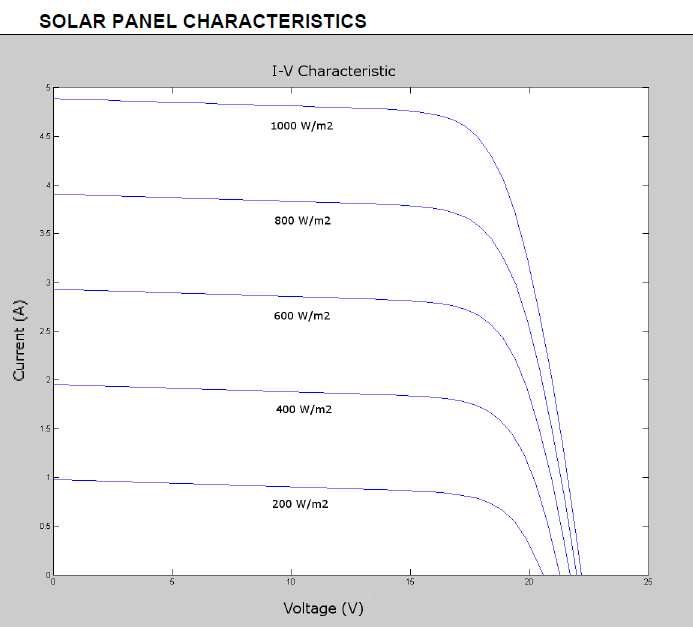 SOLAR PANEL CHARACTERISTICS
I-V Characteristic
5
4.5
4
3.5
3
2.5
2
1.5
1
0.5
0
Current (A)
1000 W/m2
800 W/m2
600 W/m2
400 W/m2
200 W/m2
0 5 10 15 20 25
Voltage (V)